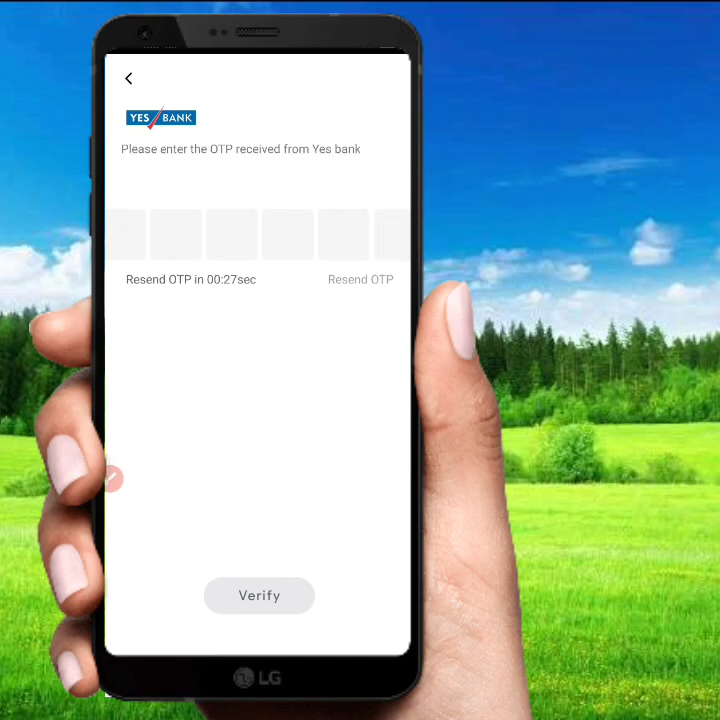 YES BANK
Please enter the OTP received from Yes bank
Resend OTP in 00:27sec Resend OTP
Verify
LG